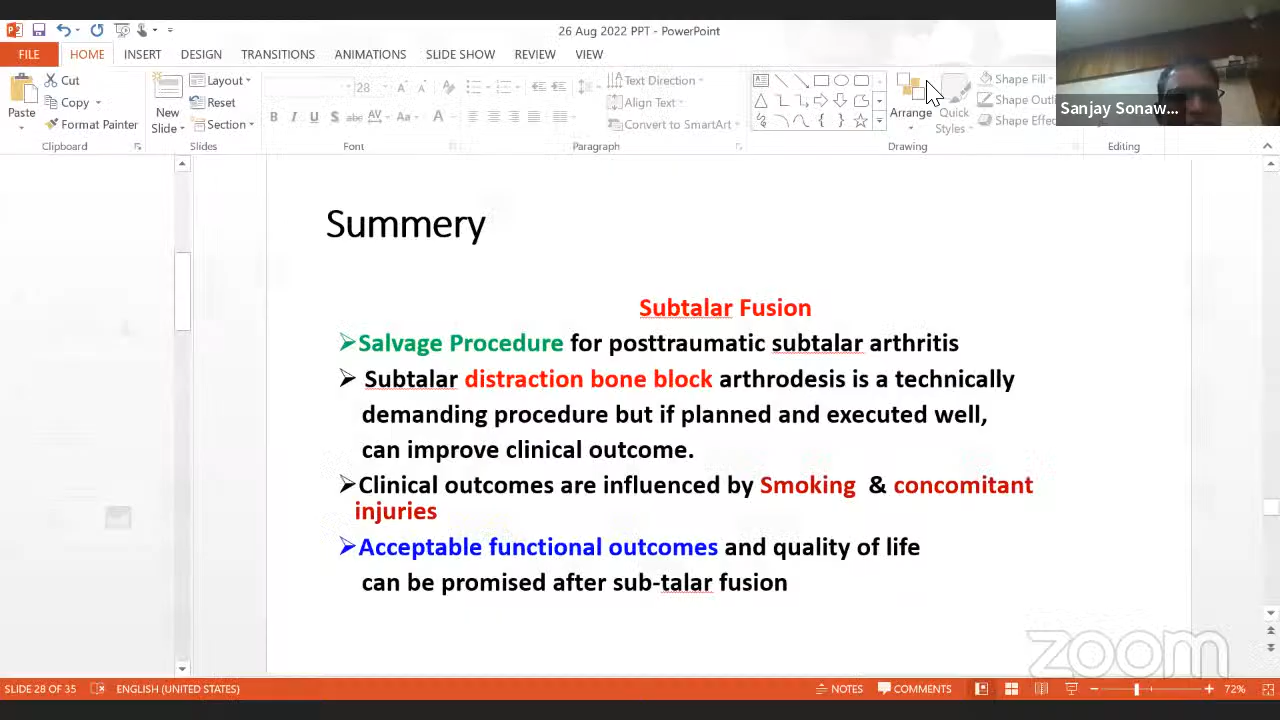 26 Aug 2022 PPT - PowerPoint
FILE HOME INSERT DESIGN TRANSITIONS ANIMATIONS SLIDE SHOW REVIEW VIEW
Paste
Cut
Copy
Format Painter
Clipboard
New
Slide
Layout
Reset
Section
Slides
28
Font
Text Direction
Align Text
Convert to SmartArt
Paragraph
Arrange
Quick
Styles
Shape Fill
Shape Outl
Shape Effec
Drawing
Editing
Sanjay Sonaw...
Summery
Subtalar Fusion
Salvage Procedure for posttraumatic subtalar arthritis
Subtalar distraction bone block arthrodesis is a technically
demanding procedure but if planned and executed well,
can improve clinical outcome.
Clinical outcomes are influenced by Smoking & concomitant
injuries
Acceptable functional outcomes and quality of life
can be promised after sub-talar fusion
zoom
SLIDE 28 OF 35 ENGLISH (UNITED STATES) NOTES COMMENTS 72%